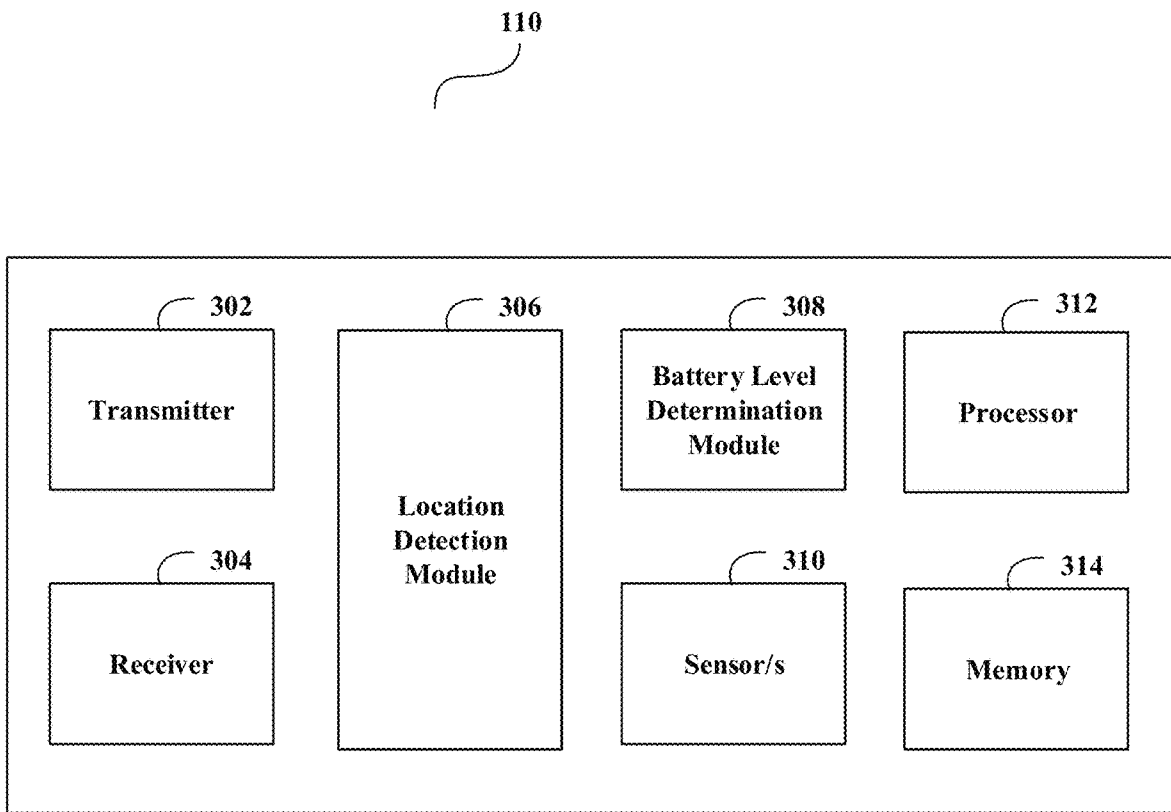 110
302
Transmitter
304
Receiver
306
Location
Detection
Module
308
Battery Level
Determination
Module
310
Sensor/s
312
Processor
314
Memory